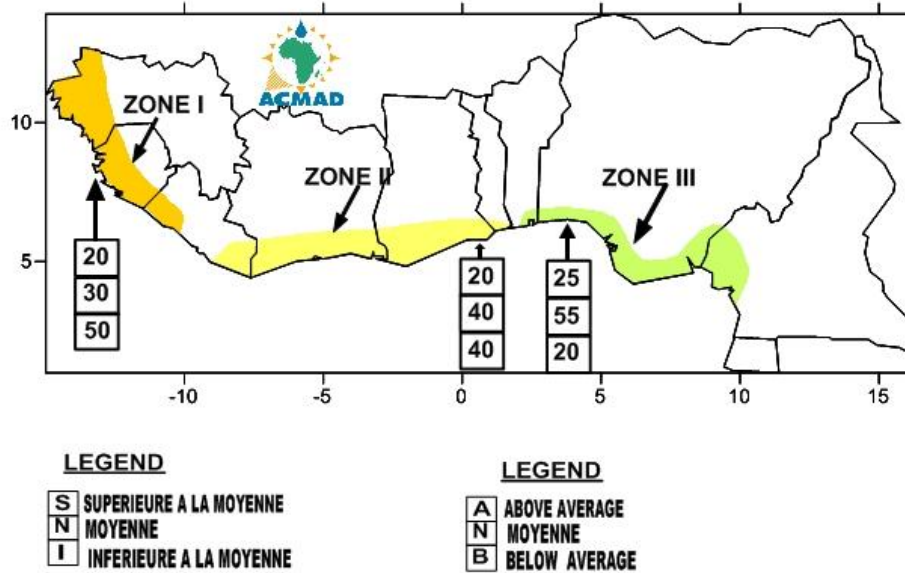 ACMAD
ZONE I
ZONE II
ZONE III
10
5
20
30
50
20
40
40
25
55
20
-10
-5
0
5
10
15
LEGEND
S SUPERIEURE A LA MOYENNE
N MOYENNE
I INFERIEURE A LA MOYENNE
LEGEND
A ABOVE AVERAGE
N MOYENNE
B BELOW AVERAGE